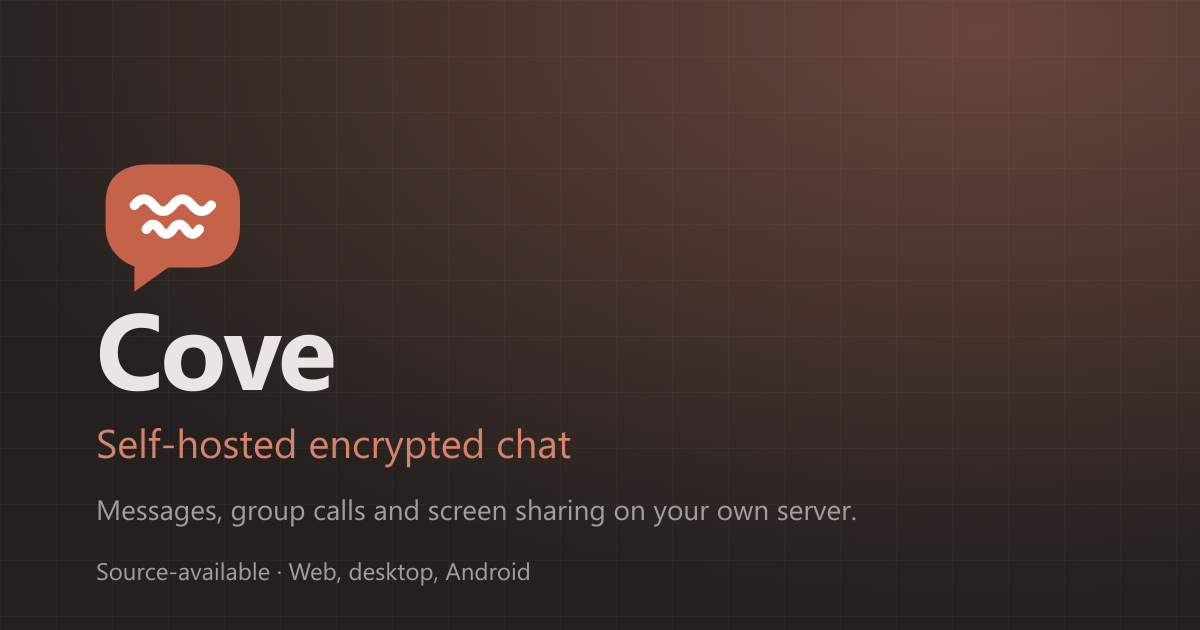 Cove
Self-hosted encrypted chat
Messages, group calls and screen sharing on your own server.
Source-available · Web, desktop, Android